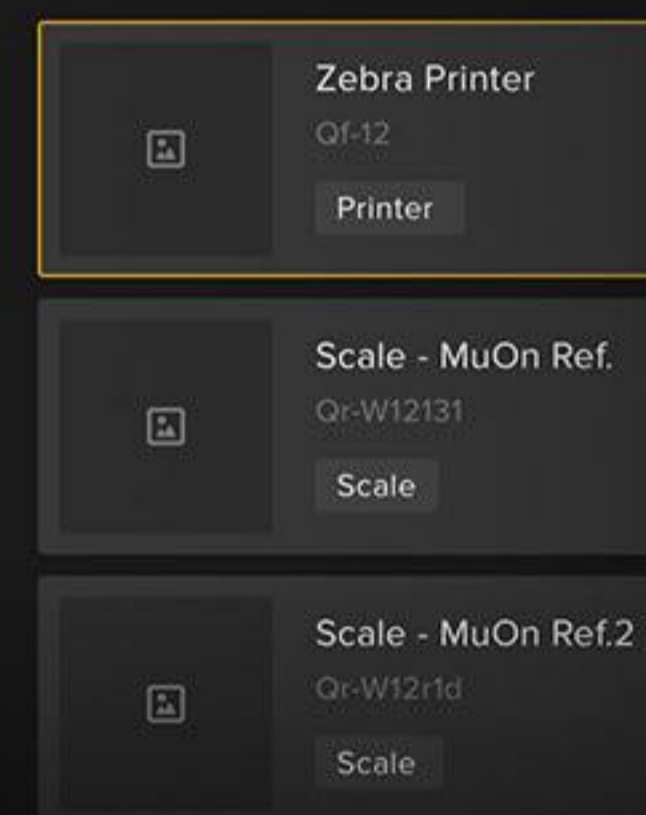 Zebra Printer
Qf-12
Printer
Scale - MuOn Ref.
Qr-W12131
Scale
Scale - MuOn Ref.2
Qr-W12r1d
Scale